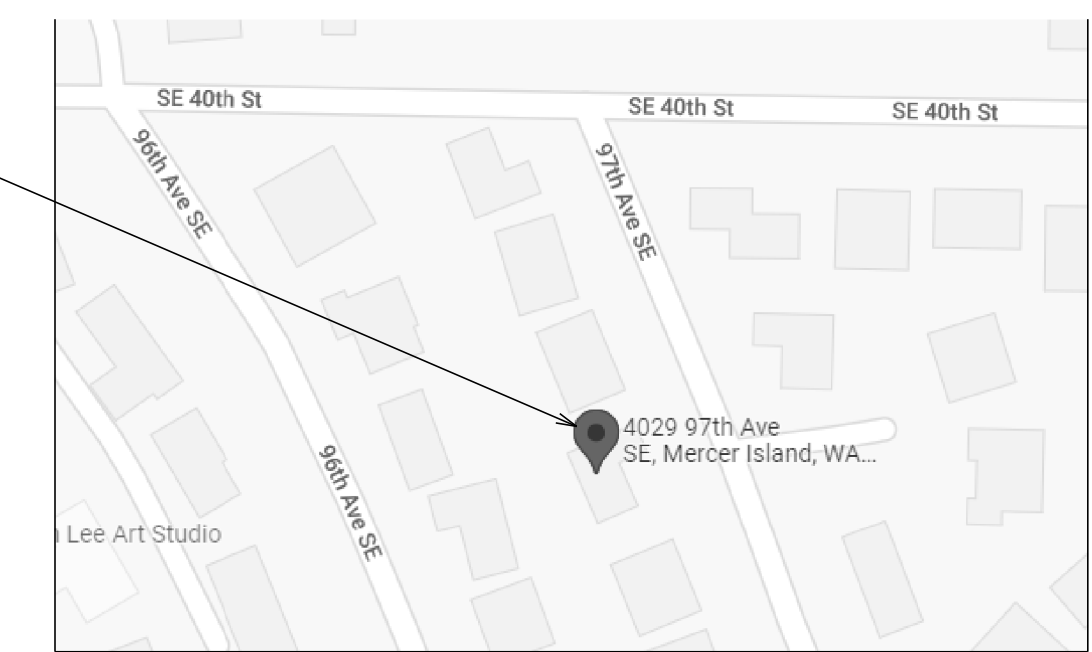 SE 40th St
SE 40th St
SE 40th St
96th Ave SE
97th Ave SE
4029 97th Ave
SE, Mercer Island, WA...
96th Ave SE
Lee Art Studio